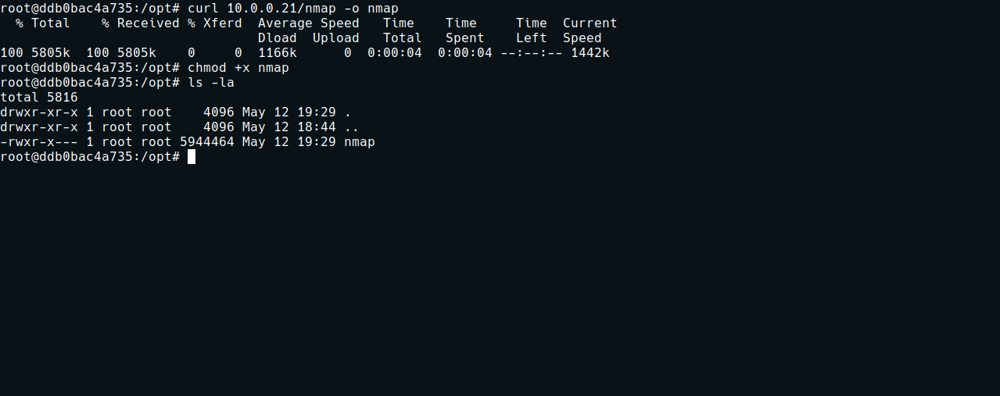 root@ddb0bac4a735:/opt# curl 10.0.0.21/nmap -o nmap
  % Total    % Received % Xferd  Average Speed   Time    Time     Time  Current
                                 Dload  Upload   Total   Spent    Left  Speed
100 5805k  100 5805k    0     0  1166k      0  0:00:04  0:00:04 --:--:-- 1442k
root@ddb0bac4a735:/opt# chmod +x nmap
root@ddb0bac4a735:/opt# ls -la
total 5816
drwxr-xr-x 1 root root    4096 May 12 19:29 .
drwxr-xr-x 1 root root    4096 May 12 18:44 ..
-rwxr-x--- 1 root root 5944464 May 12 19:29 nmap
root@ddb0bac4a735:/opt#